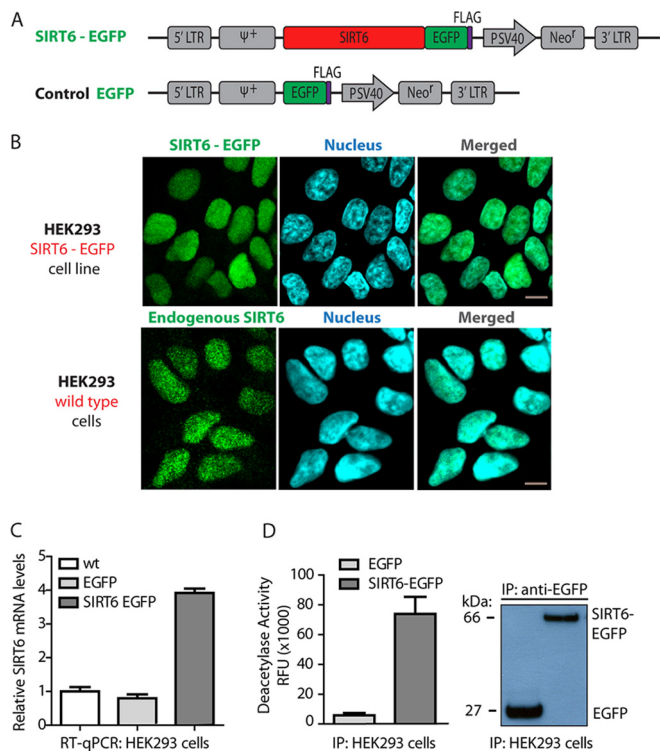 A
SIRT6 - EGFP
FLAG
5' LTR
Ψ+
SIRT6
EGFP
PSV40
Neor
3' LTR
Control EGFP
FLAG
5' LTR
Ψ+
EGFP
PSV40
Neor
3' LTR
B
SIRT6 - EGFP
Nucleus
Merged
HEK293
SIRT6 - EGFP
cell line
Endogenous SIRT6
Nucleus
Merged
HEK293
wild type
cells
C
Relative SIRT6 mRNA levels
wt
EGFP
SIRT6 EGFP
5
4
3
2
1
0
RT-qPCR: HEK293 cells
D
Deacetylase Activity
RFU (x1000)
EGFP
SIRT6-EGFP
100
80
60
40
20
0
IP: HEK293 cells
IP: anti-EGFP
kDa:
66
SIRT6-
EGFP
27
EGFP
IP: HEK293 cells